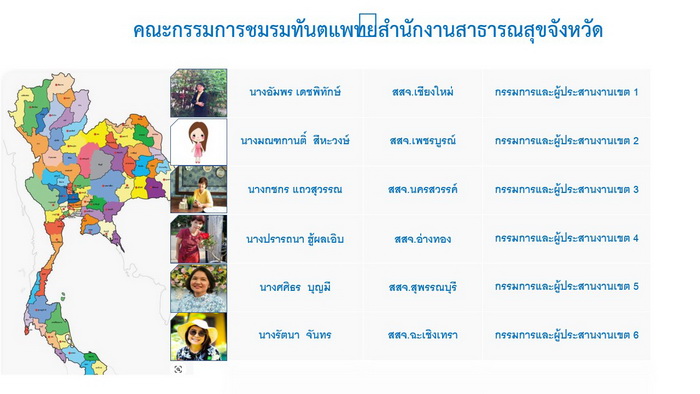 คณะกรรมการชมรมทันตแพทย์สำนักงานสาธารณสุขจังหวัด
นางอัมพร เดชพิทักษ์ สสจ.เชียงใหม่ กรรมการและผู้ประสานงานเขต 1
นางมณฑกานติ์ สีหะวงษ์ สสจ.เพชรบูรณ์ กรรมการและผู้ประสานงานเขต 2
นางกชกร แถวสุวรรณ สสจ.นครสวรรค์ กรรมการและผู้ประสานงานเขต 3
นางปรารถนา ฮู้ผลเอิบ สสจ.อ่างทอง กรรมการและผู้ประสานงานเขต 4
นางศศิธร บุญมี สสจ.สุพรรณบุรี กรรมการและผู้ประสานงานเขต 5
นางรัตนา จันทร สสจ.ฉะเชิงเทรา กรรมการและผู้ประสานงานเขต 6